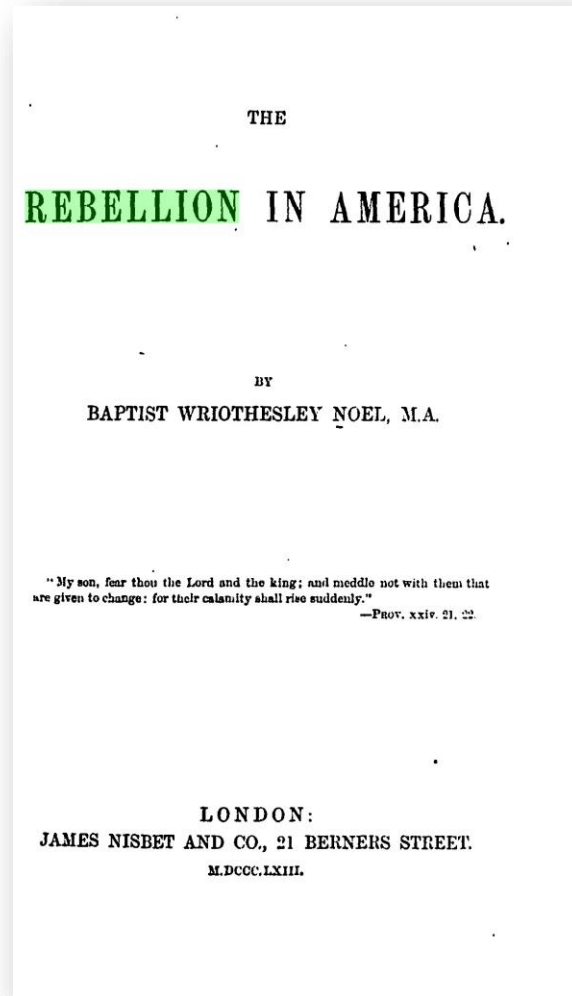 THE
REBELLION IN AMERICA.
BY
BAPTIST WRIOTHESLEY NOEL, M.A.
"My son, fear thou the Lord and the king; and meddle not with them that
are given to change: for their calamity shall rise suddenly."
—PROV. xxiv. 21, 22.
LONDON:
JAMES NISBET AND CO., 21 BERNERS STREET.
M.DCCC.LXIII.